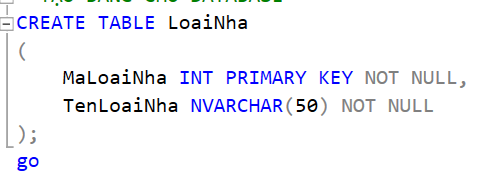 CREATE TABLE LoaiNha
(
MaLoaiNha INT PRIMARY KEY NOT NULL,
TenLoaiNha NVARCHAR(50) NOT NULL
);
go